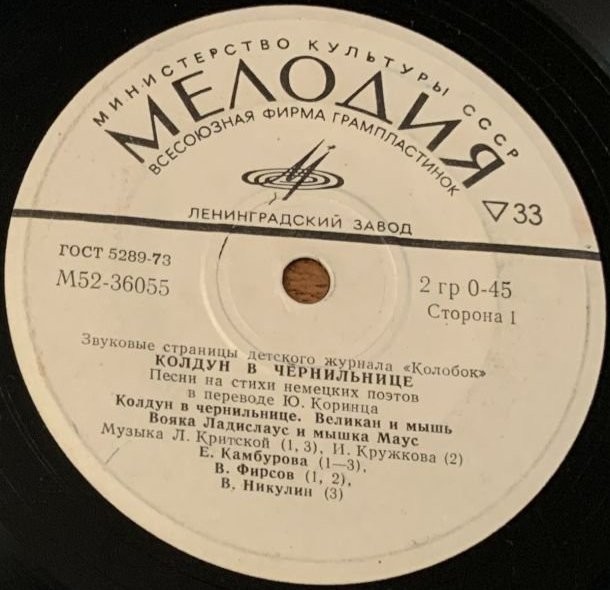 МИНИСТЕРСТВО КУЛЬТУРЫ СССР
МЕЛОДИЯ
ВСЕСОЮЗНАЯ ФИРМА ГРАМПЛАСТИНОК
ЛЕНИНГРАДСКИЙ ЗАВОД
▽33
ГОСТ 5289-73
М52-36055
2 гр 0-45
Сторона 1
Звуковые страницы детского журнала «Колобок»
КОЛДУН В ЧЕРНИЛЬНИЦЕ
Песни на стихи немецких поэтов
в переводе Ю. Коринца
Колдун в чернильнице. Великан и мышь
Вояка Ладислаус и мышка Маус
Музыка Л. Критской (1, 3), И. Кружкова (2)
Е. Камбурова (1—3),
В. Фирсов (1, 2),
В. Никулин (3)